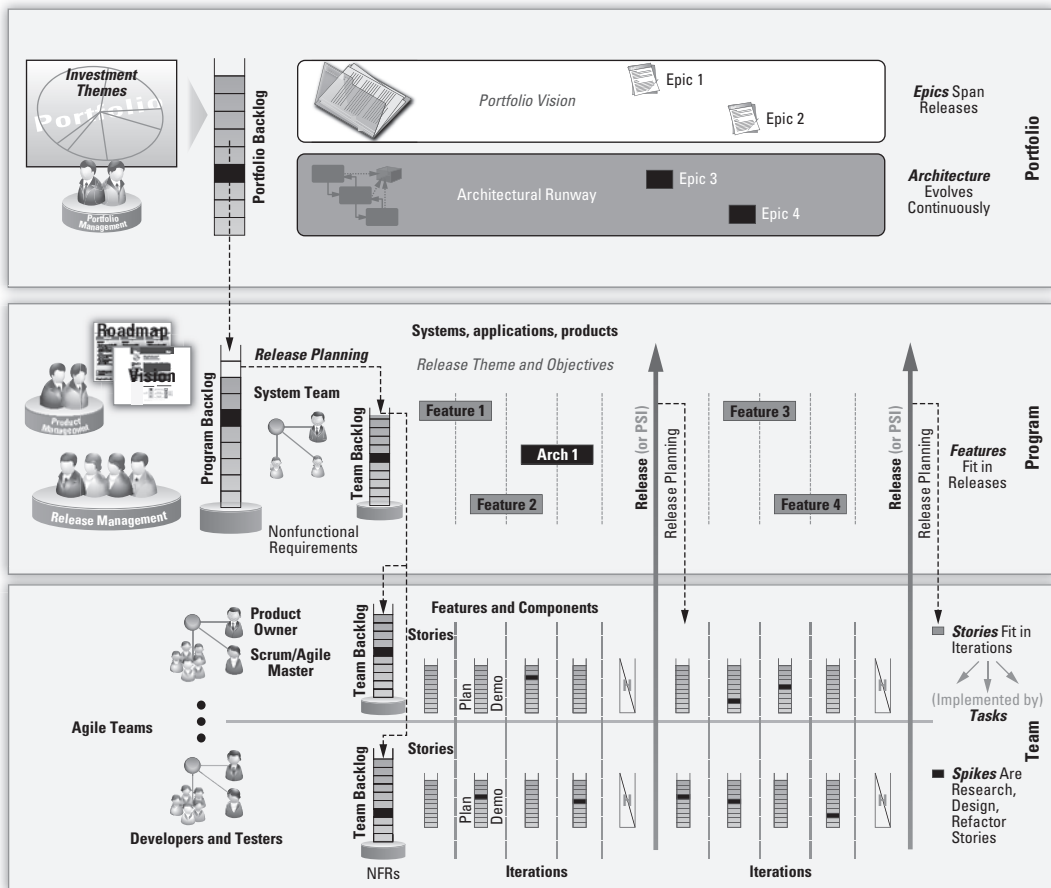 Investment
Themes
Portfolio
Portfolio
Management
Portfolio Backlog
Portfolio Vision
Epic 1
Epic 2
Architectural Runway
Epic 3
Epic 4
Epics Span
Releases
Architecture
Evolves
Continuously
Portfolio
Roadmap
Vision
Product
Management
Release Management
Program Backlog
Release Planning
System Team
Team Backlog
Nonfunctional
Requirements
Systems, applications, products
Release Theme and Objectives
Feature 1
Arch 1
Feature 2
Release (or PSI)
Release Planning
Feature 3
Feature 4
Release (or PSI)
Release Planning
Features
Fit in
Releases
Program
Product
Owner
Scrum/Agile
Master
Agile Teams
Developers and Testers
Team Backlog
Features and Components
Stories
Plan
Demo
Team Backlog
Stories
Plan
Demo
NFRs
Iterations
Iterations
Stories Fit in
Iterations
(Implemented by)
Tasks
Spikes Are
Research,
Design,
Refactor
Stories
Team